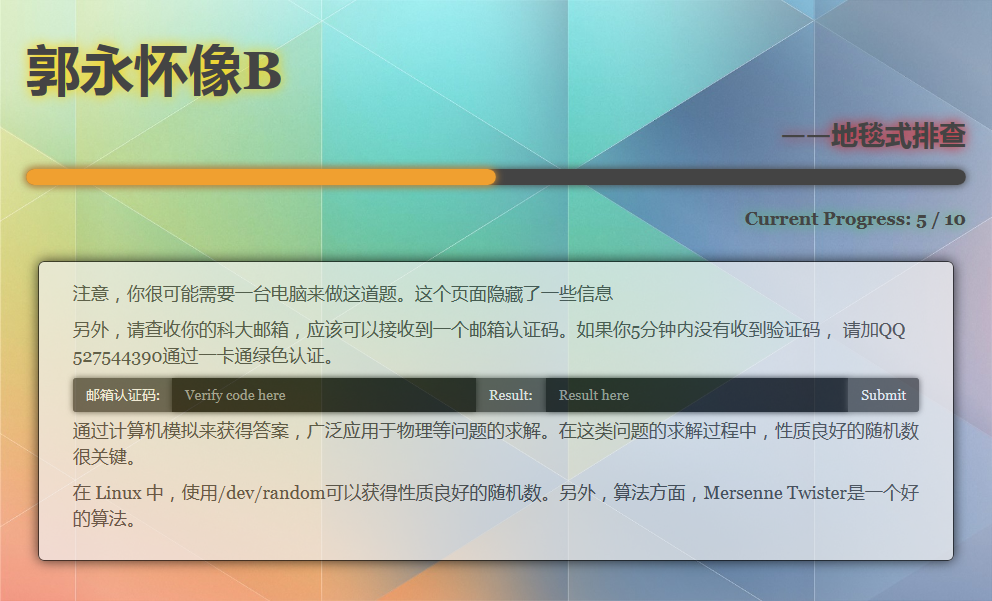 郭永怀像B
——地毯式排查
Current Progress: 5 / 10
注意，你很可能需要一台电脑来做这道题。这个页面隐藏了一些信息
另外，请查收你的科大邮箱，应该可以接收到一个邮箱认证码。如果你5分钟内没有收到验证码， 请加QQ
527544390通过一卡通绿色认证。
邮箱认证码: Verify code here Result: Result here Submit
通过计算机模拟来获得答案，广泛应用于物理等问题的求解。在这类问题的求解过程中，性质良好的随机数
很关键。
在 Linux 中，使用/dev/random可以获得性质良好的随机数。另外，算法方面，Mersenne Twister是一个好
的算法。